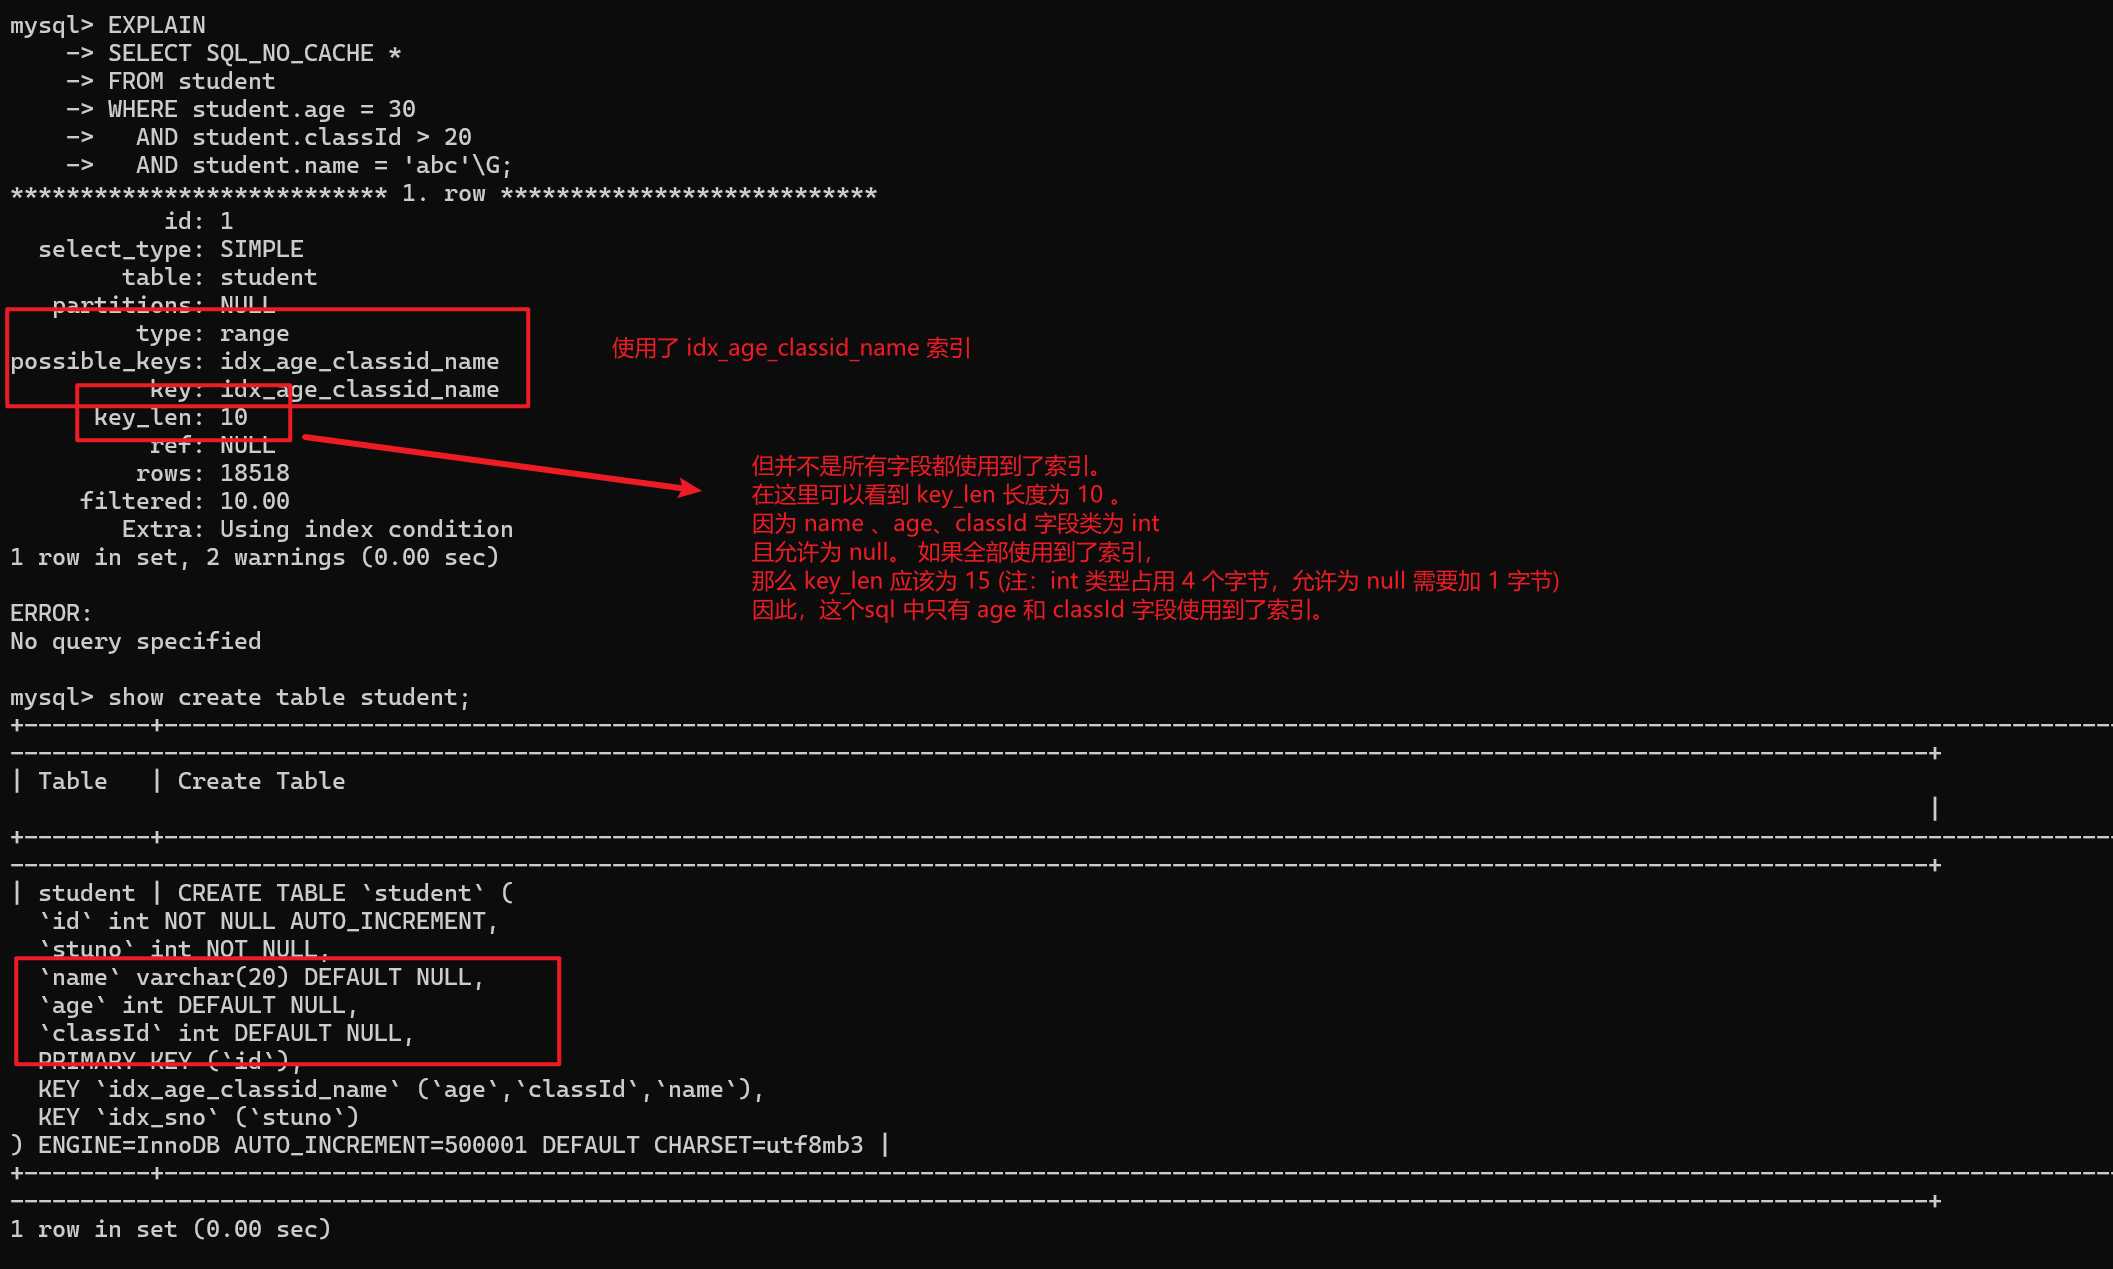 mysql> EXPLAIN
    -> SELECT SQL_NO_CACHE *
    -> FROM student
    -> WHERE student.age = 30
    ->   AND student.classId > 20
    ->   AND student.name = 'abc'\G;
*************************** 1. row ***************************
           id: 1
  select_type: SIMPLE
        table: student
   partitions: NULL
         type: range
使用了 idx_age_classid_name 索引
possible_keys: idx_age_classid_name
          key: idx_age_classid_name
      key_len: 10
          ref: NULL
         rows: 18518
     filtered: 10.00
        Extra: Using index condition
1 row in set, 2 warnings (0.00 sec)
但并不是所有字段都使用到了索引。
在这里可以看到 key_len 长度为 10 。
因为 name 、age、classId 字段类为 int
且允许为 null。 如果全部使用到了索引，
那么 key_len 应该为 15 (注：int 类型占用 4 个字节，允许为 null 需要加 1 字节)
因此，这个sql 中只有 age 和 classId 字段使用到了索引。
ERROR:
No query specified
mysql> show create table student;
| Table   | Create Table
|
| student | CREATE TABLE `student` (
  `id` int NOT NULL AUTO_INCREMENT,
  `stuno` int NOT NULL,
  `name` varchar(20) DEFAULT NULL,
  `age` int DEFAULT NULL,
  `classId` int DEFAULT NULL,
  PRIMARY KEY (`id`),
  KEY `idx_age_classid_name` (`age`,`classId`,`name`),
  KEY `idx_sno` (`stuno`)
) ENGINE=InnoDB AUTO_INCREMENT=500001 DEFAULT CHARSET=utf8mb3 |
1 row in set (0.00 sec)